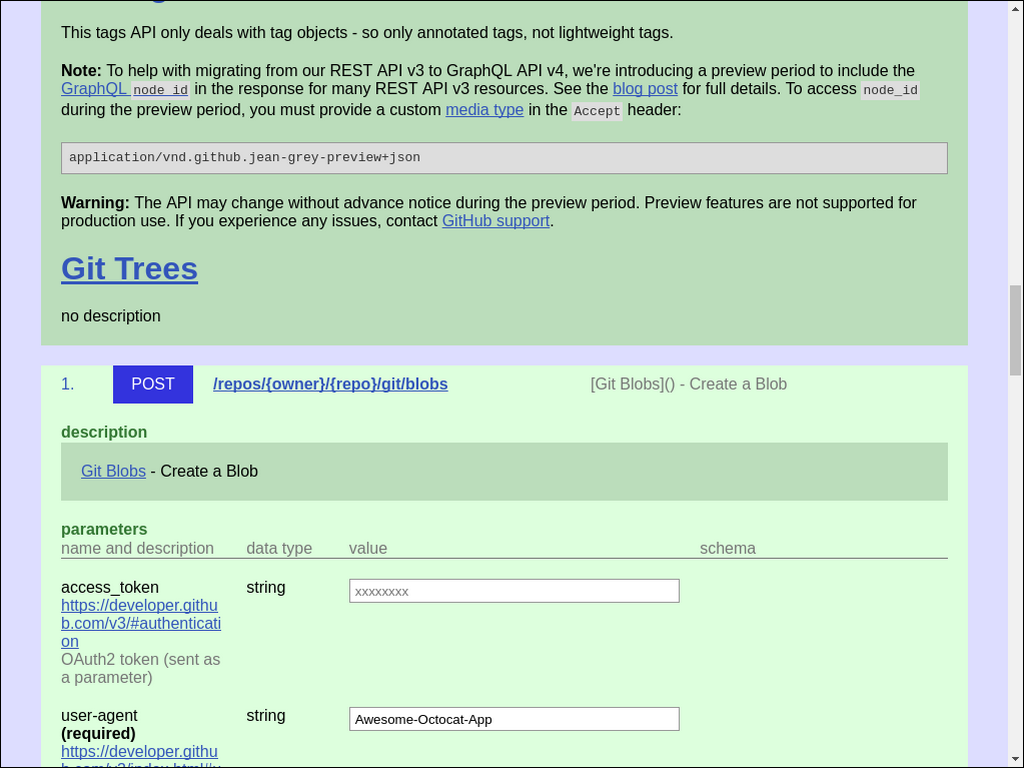 This tags API only deals with tag objects - so only annotated tags, not lightweight tags.
Note: To help with migrating from our REST API v3 to GraphQL API v4, we're introducing a preview period to include the
GraphQL node_id in the response for many REST API v3 resources. See the blog post for full details. To access node_id
during the preview period, you must provide a custom media type in the Accept header:
application/vnd.github.jean-grey-preview+json
Warning: The API may change without advance notice during the preview period. Preview features are not supported for
production use. If you experience any issues, contact GitHub support.
Git Trees
no description
1. POST /repos/{owner}/{repo}/git/blobs [Git Blobs]() - Create a Blob
description
Git Blobs - Create a Blob
parameters
name and description data type value schema
access_token string xxxxxxxx
https://developer.githu
b.com/v3/#authenticati
on
OAuth2 token (sent as
a parameter)
user-agent string Awesome-Octocat-App
(required)
https://developer.githu